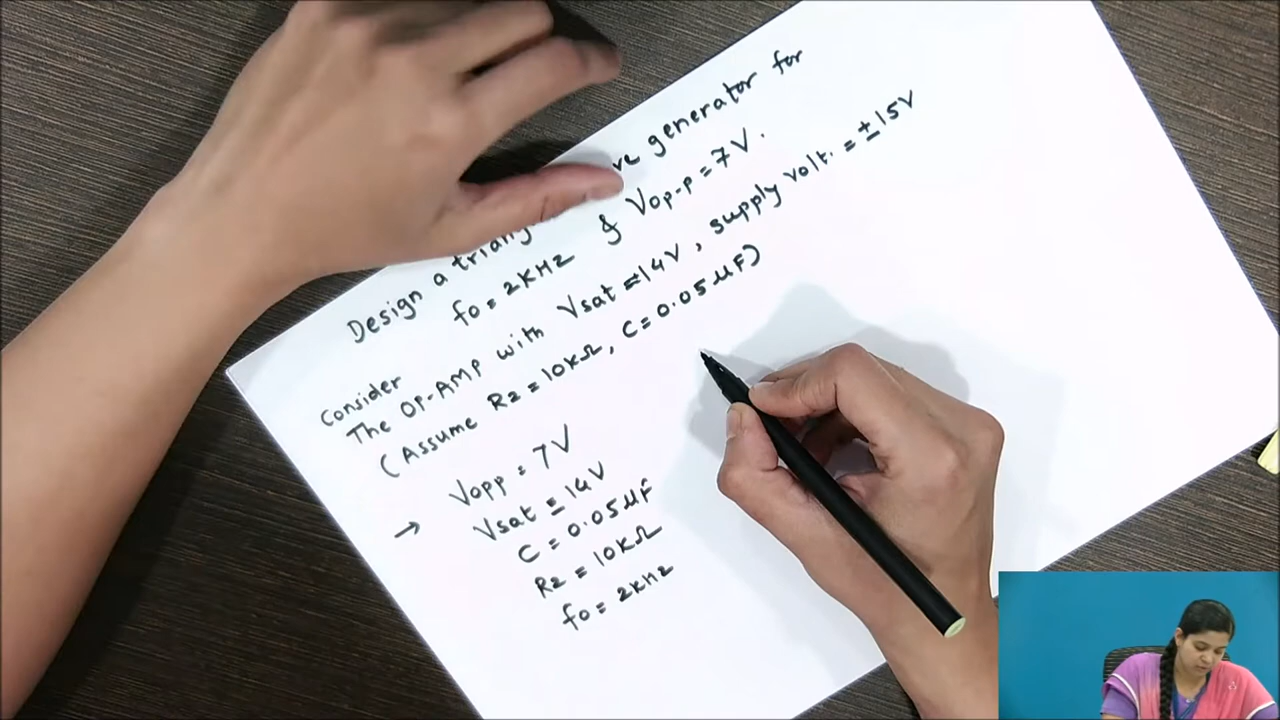 Design a triang ve generator for
fo = 2KHz & Vop-p = 7V.
Consider
The OP-AMP with Vsat = 14V, supply volt. = ±15V
(Assume R2 = 10KΩ, C = 0.05μF)
→ Vopp = 7V
Vsat = 14V
C = 0.05μF
R2 = 10KΩ
fo = 2KHz